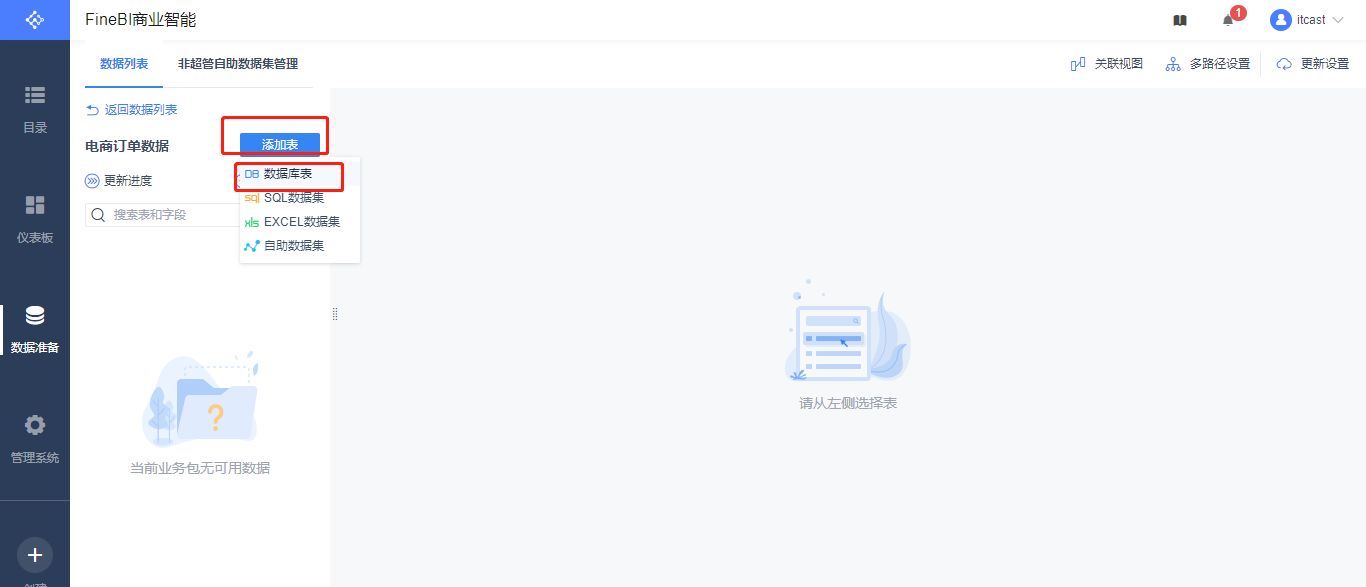 FineBI商业智能
1
itcast
数据列表
非超管自助数据集管理
关联视图
多路径设置
更新设置
返回数据列表
目录
电商订单数据
添加表
更新进度
DB 数据库表
sql SQL数据集
搜索表和字段
xls EXCEL数据集
自助数据集
仪表板
数据准备
请从左侧选择表
管理系统
当前业务包无可用数据
创建